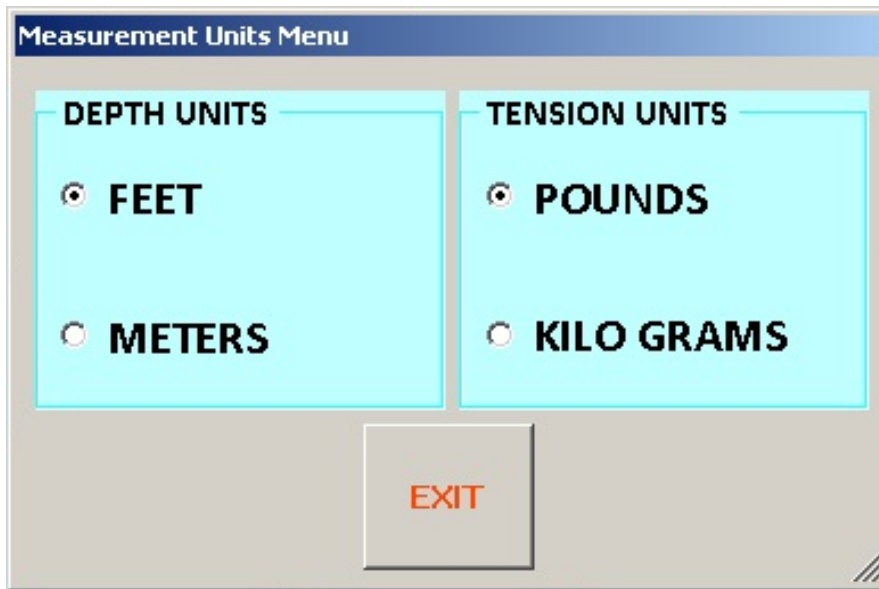 Measurement Units Menu
DEPTH UNITS
FEET
METERS
TENSION UNITS
POUNDS
KILO GRAMS
EXIT